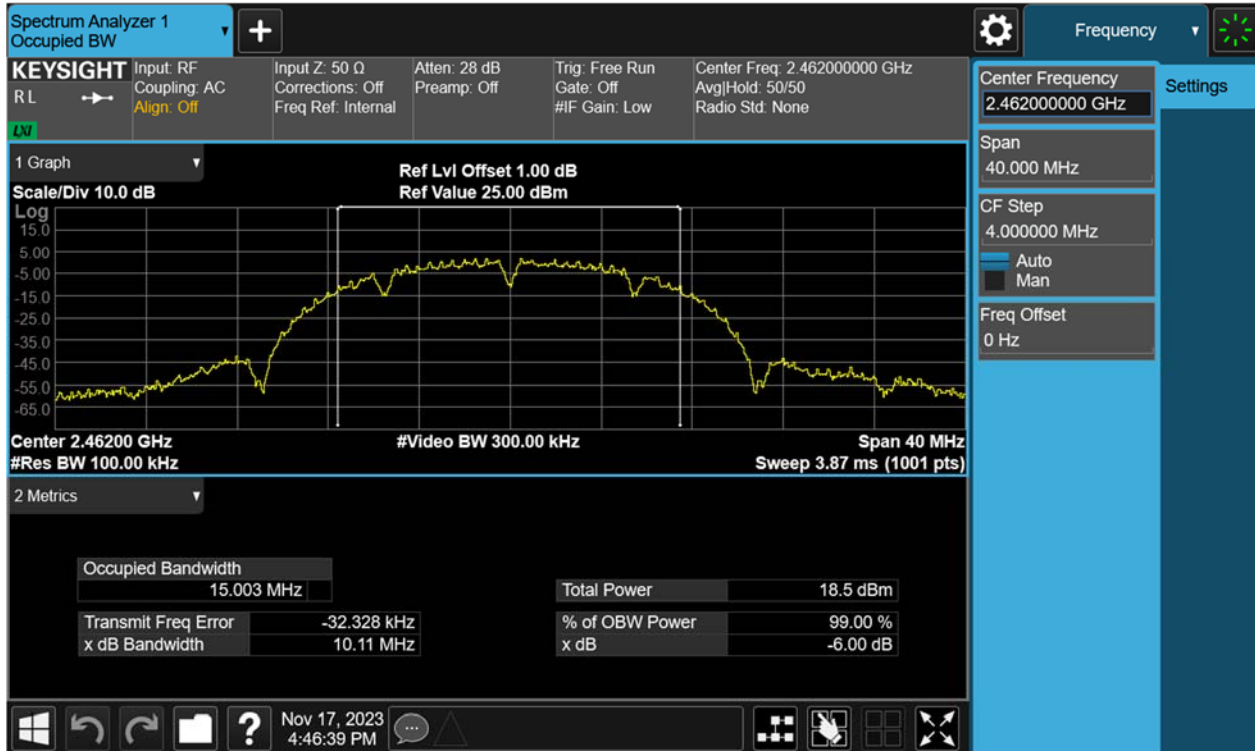 Spectrum Analyzer 1
Occupied BW
+
Frequency
KEYSIGHT
R L
LXI
Input: RF
Coupling: AC
Align: Off
Input Z: 50 Ω
Corrections: Off
Freq Ref: Internal
Atten: 28 dB
Preamp: Off
Trig: Free Run
Gate: Off
#IF Gain: Low
Center Freq: 2.462000000 GHz
Avg|Hold: 50/50
Radio Std: None
Center Frequency
2.462000000 GHz
Settings
Span
40.000 MHz
CF Step
4.000000 MHz
Auto
Man
Freq Offset
0 Hz
1 Graph
Scale/Div 10.0 dB
Ref Lvl Offset 1.00 dB
Ref Value 25.00 dBm
Log
15.0
5.00
-5.00
-15.0
-25.0
-35.0
-45.0
-55.0
-65.0
Center 2.46200 GHz
#Video BW 300.00 kHz
Span 40 MHz
#Res BW 100.00 kHz
Sweep 3.87 ms (1001 pts)
2 Metrics
Occupied Bandwidth
15.003 MHz
Total Power 18.5 dBm
Transmit Freq Error -32.328 kHz
% of OBW Power 99.00 %
x dB Bandwidth 10.11 MHz
x dB -6.00 dB
?
Nov 17, 2023
4:46:39 PM